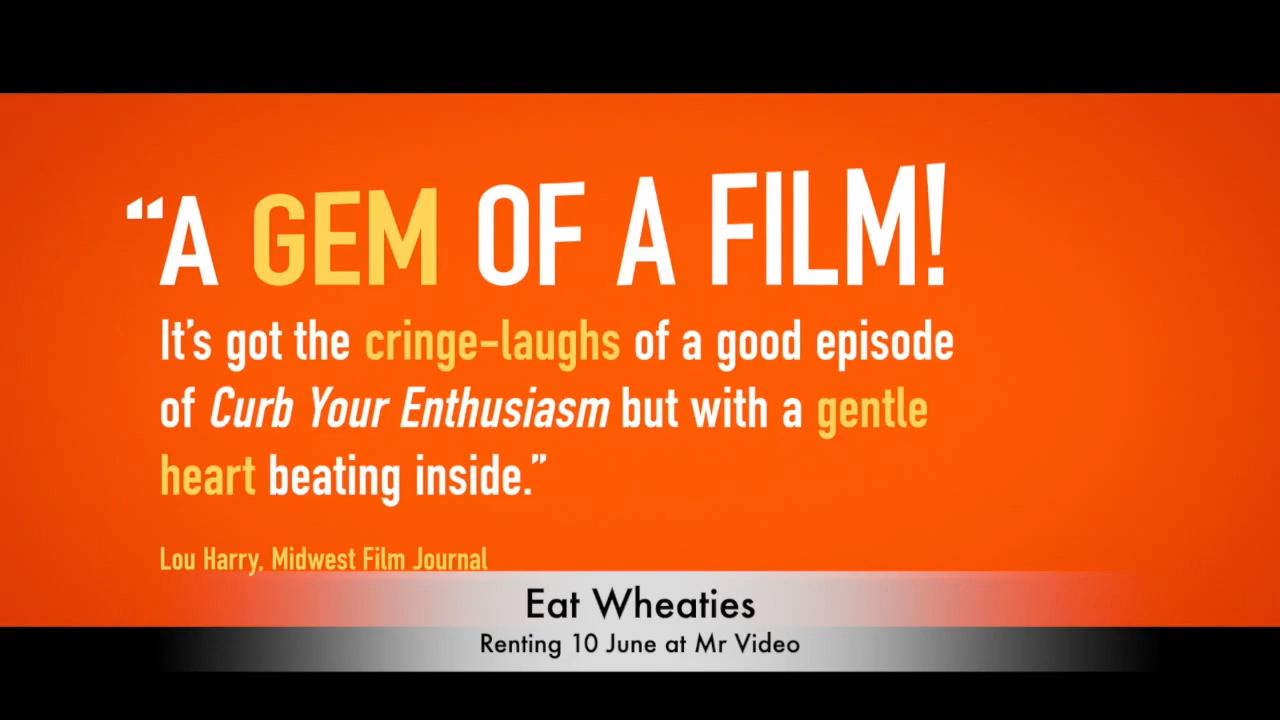 “A GEM OF A FILM!
It’s got the cringe-laughs of a good episode
of Curb Your Enthusiasm but with a gentle
heart beating inside.”
Lou Harry, Midwest Film Journal
Eat Wheaties
Renting 10 June at Mr Video